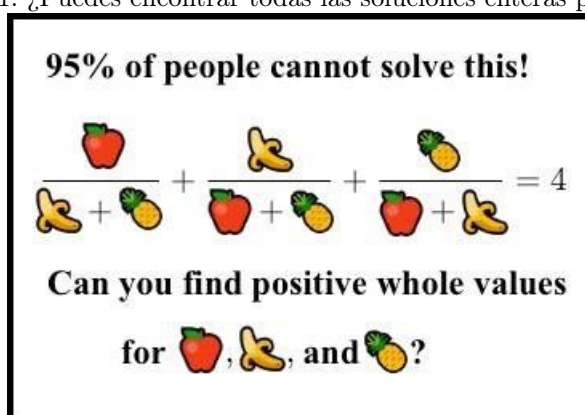 1. ¿Puedes encontrar todas las soluciones enteras p
95% of people cannot solve this!
🍎/(🍌 + 🍍) + 🍌/(🍎 + 🍍) + 🍍/(🍎 + 🍌) = 4
Can you find positive whole values
for 🍎, 🍌, and 🍍?